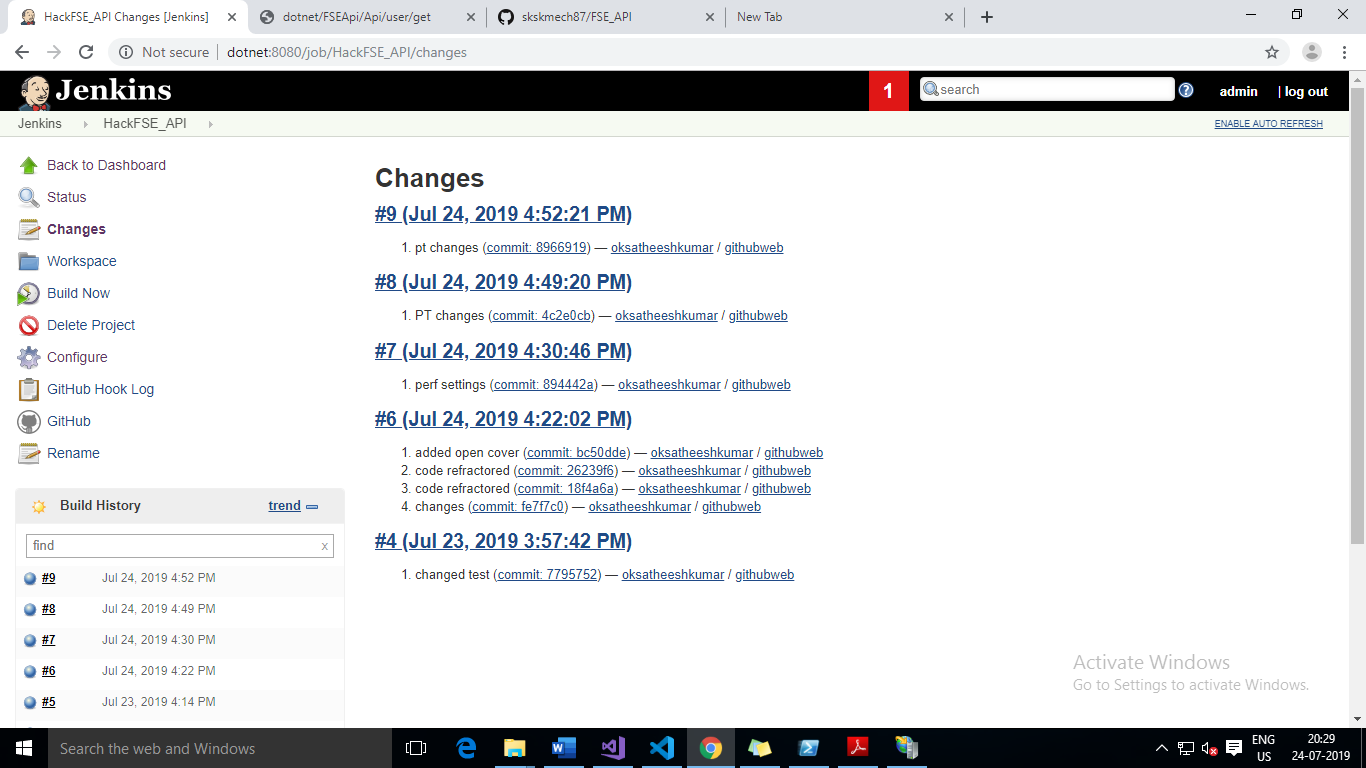 HackFSE_API Changes [Jenkins]
dotnet/FSEApi/Api/user/get
skskmech87/FSE_API
New Tab
Not secure | dotnet:8080/job/HackFSE_API/changes
Jenkins
1
search
admin
| log out
Jenkins
HackFSE_API
ENABLE AUTO REFRESH
Back to Dashboard
Status
Changes
Workspace
Build Now
Delete Project
Configure
GitHub Hook Log
GitHub
Rename
Build History
trend
find
x
#9 Jul 24, 2019 4:52 PM
#8 Jul 24, 2019 4:49 PM
#7 Jul 24, 2019 4:30 PM
#6 Jul 24, 2019 4:22 PM
#5 Jul 23, 2019 4:14 PM
Changes
#9 (Jul 24, 2019 4:52:21 PM)
1. pt changes (commit: 8966919) — oksatheeshkumar / githubweb
#8 (Jul 24, 2019 4:49:20 PM)
1. PT changes (commit: 4c2e0cb) — oksatheeshkumar / githubweb
#7 (Jul 24, 2019 4:30:46 PM)
1. perf settings (commit: 894442a) — oksatheeshkumar / githubweb
#6 (Jul 24, 2019 4:22:02 PM)
1. added open cover (commit: bc50dde) — oksatheeshkumar / githubweb
2. code refractored (commit: 26239f6) — oksatheeshkumar / githubweb
3. code refractored (commit: 18f4a6a) — oksatheeshkumar / githubweb
4. changes (commit: fe7f7c0) — oksatheeshkumar / githubweb
#4 (Jul 23, 2019 3:57:42 PM)
1. changed test (commit: 7795752) — oksatheeshkumar / githubweb
Activate Windows
Go to Settings to activate Windows.
Search the web and Windows
ENG
US
20:29
24-07-2019